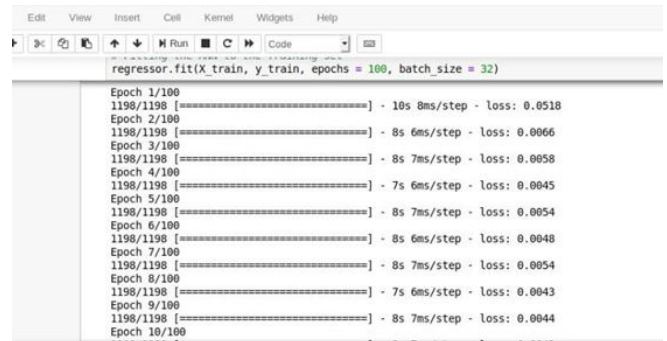 Edit View Insert Cell Kernel Widgets Help
Run Code
regressor.fit(X_train, y_train, epochs = 100, batch_size = 32)
Epoch 1/100
1198/1198 [==============================] - 10s 8ms/step - loss: 0.0518
Epoch 2/100
1198/1198 [==============================] - 8s 6ms/step - loss: 0.0066
Epoch 3/100
1198/1198 [==============================] - 8s 7ms/step - loss: 0.0058
Epoch 4/100
1198/1198 [==============================] - 7s 6ms/step - loss: 0.0045
Epoch 5/100
1198/1198 [==============================] - 8s 7ms/step - loss: 0.0054
Epoch 6/100
1198/1198 [==============================] - 8s 6ms/step - loss: 0.0048
Epoch 7/100
1198/1198 [==============================] - 8s 7ms/step - loss: 0.0054
Epoch 8/100
1198/1198 [==============================] - 7s 6ms/step - loss: 0.0043
Epoch 9/100
1198/1198 [==============================] - 8s 7ms/step - loss: 0.0044
Epoch 10/100